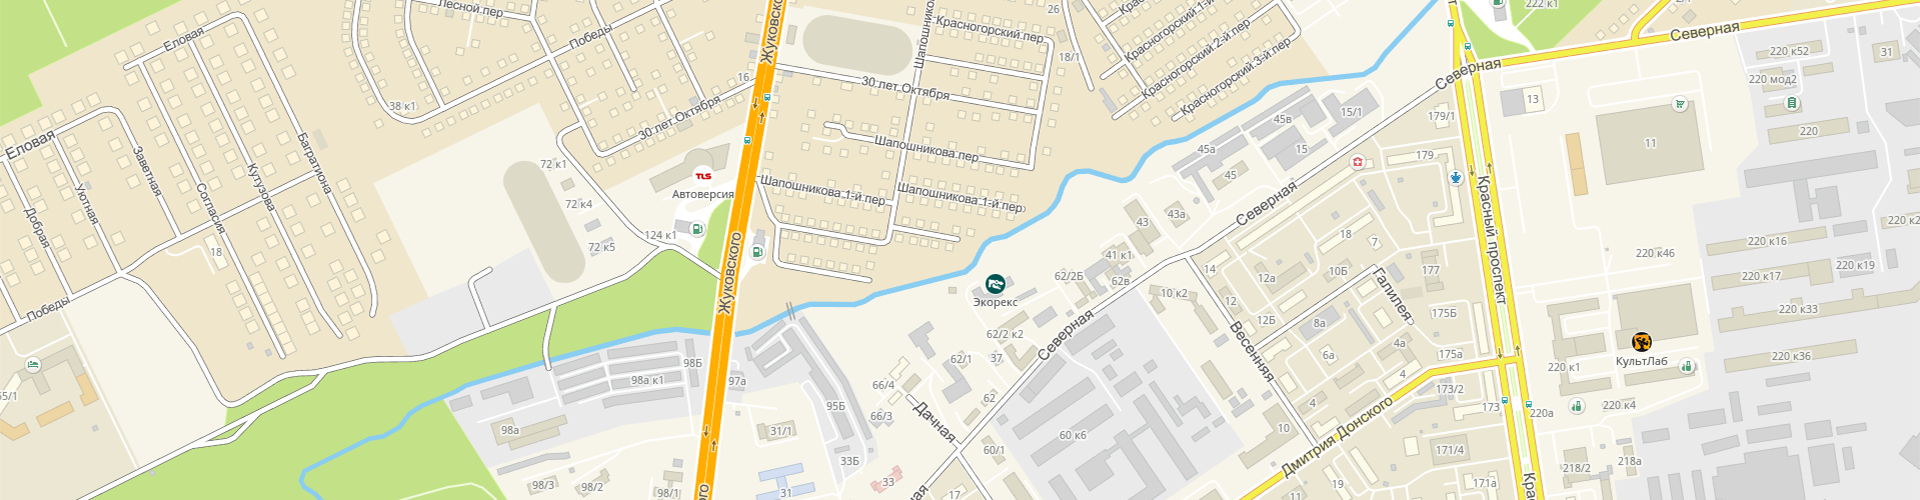 Лесной пер
Еловая
Победы
38 к1
16
30 лет Октября
Еловая
Заветная
Уютная
Добрая
Согласия
Кутузова
Багратиона
18
Победы
72 к1
72 к4
72 к5
124 к1
TLS
Автоверсия
Жуковского
Жуковского
Шапошников
Красногорский пер
26
18/1
Красногорский 2-й пер
Красногорский 3-й пер
30 лет Октября
Шапошникова пер
Шапошникова 1-й пер
Шапошникова 1-й пер
222 к1
Северная
220 к52
31
220 мод2
220
13
11
179/1
179
15/1
45в
15
45а
45
Северная
Северная
43
43а
41 к1
62/2Б
62в
Экорекс
62/2 к2
37
62/1
62
66/4
66/3
Дачная
Северная
60 к6
60/1
17
33
33Б
95Б
97а
98Б
98а к1
98а
98/3
98/2
98/1
31/1
31
14
10 к2
12
12Б
12а
18
7
10Б
Галилея
8а
6а
4а
4
4
10
11
19
Весенняя
Дмитрия Донского
177
175Б
175а
173/2
173
171/4
Красный проспект
220 к46
220 к16
220 к17
220 к19
220 к33
220 к36
КультЛаб
220 к1
220 к4
220а
218/2
218а